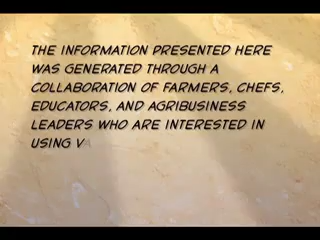 THE INFORMATION PRESENTED HERE
WAS GENERATED THROUGH A
COLLABORATION OF FARMERS, CHEFS,
EDUCATORS, AND AGRIBUSINESS
LEADERS WHO ARE INTERESTED IN
USING V